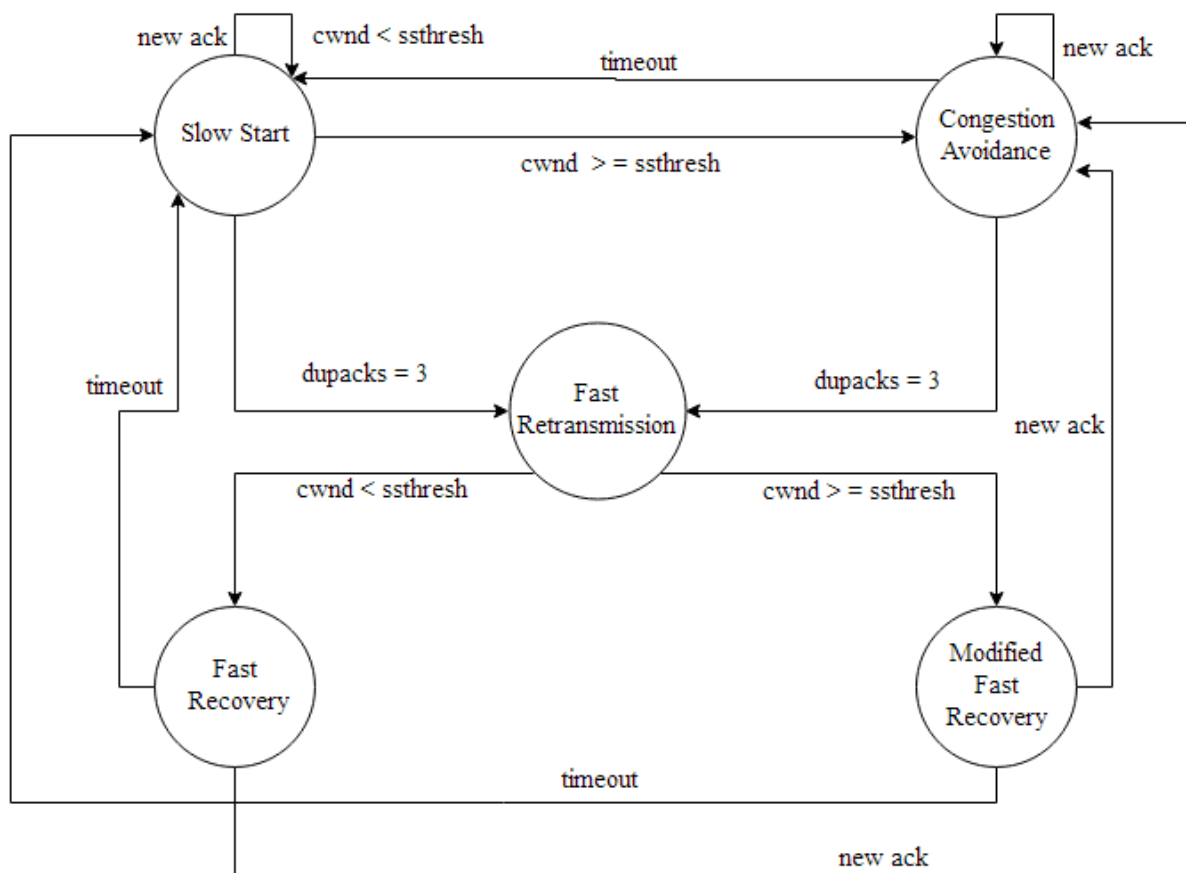 new ack
cwnd < ssthresh
timeout
new ack
Slow Start
Congestion
Avoidance
cwnd > = ssthresh
timeout
dupacks = 3
dupacks = 3
Fast
Retransmission
new ack
cwnd < ssthresh
cwnd > = ssthresh
Fast
Recovery
Modified
Fast
Recovery
timeout
new ack